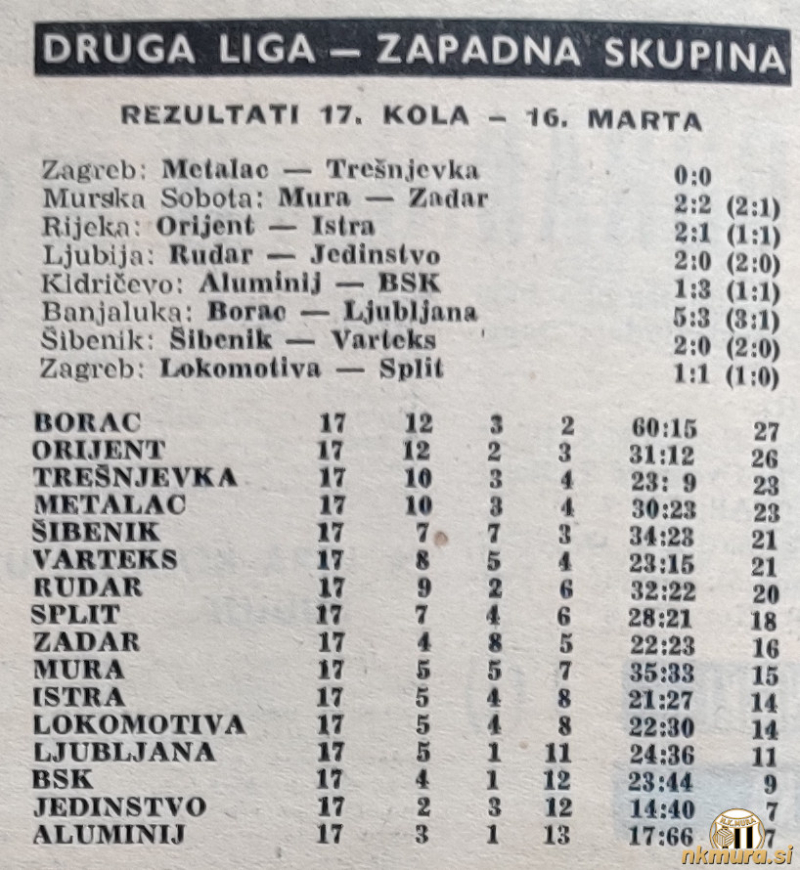 DRUGA LIGA — ZAPADNA SKUPINA
REZULTATI 17. KOLA — 16. MARTA
Zagreb: Metalac — Trešnjevka 0:0
Murska Sobota: Mura — Zadar 2:2 (2:1)
Rijeka: Orijent — Istra 2:1 (1:1)
Ljubija: Rudar — Jedinstvo 2:0 (2:0)
Kidričevo: Aluminij — BSK 1:3 (1:1)
Banjaluka: Borac — Ljubljana 5:3 (3:1)
Šibenik: Šibenik — Varteks 2:0 (2:0)
Zagreb: Lokomotiva — Split 1:1 (1:0)
BORAC 17 12 3 2 60:15 27
ORIJENT 17 12 2 3 31:12 26
TREŠNJEVKA 17 10 3 4 23: 9 23
METALAC 17 10 3 4 30:23 23
ŠIBENIK 17 7 7 3 34:23 21
VARTEKS 17 8 5 4 23:15 21
RUDAR 17 9 2 6 32:22 20
SPLIT 17 7 4 6 28:21 18
ZADAR 17 4 8 5 22:23 16
MURA 17 5 5 7 35:33 15
ISTRA 17 5 4 8 21:27 14
LOKOMOTIVA 17 5 4 8 22:30 14
LJUBLJANA 17 5 1 11 24:36 11
BSK 17 4 1 12 23:44 9
JEDINSTVO 17 2 3 12 14:40 7
ALUMINIJ 17 3 1 13 17:66 7
N.K. MURA
nkmura.si